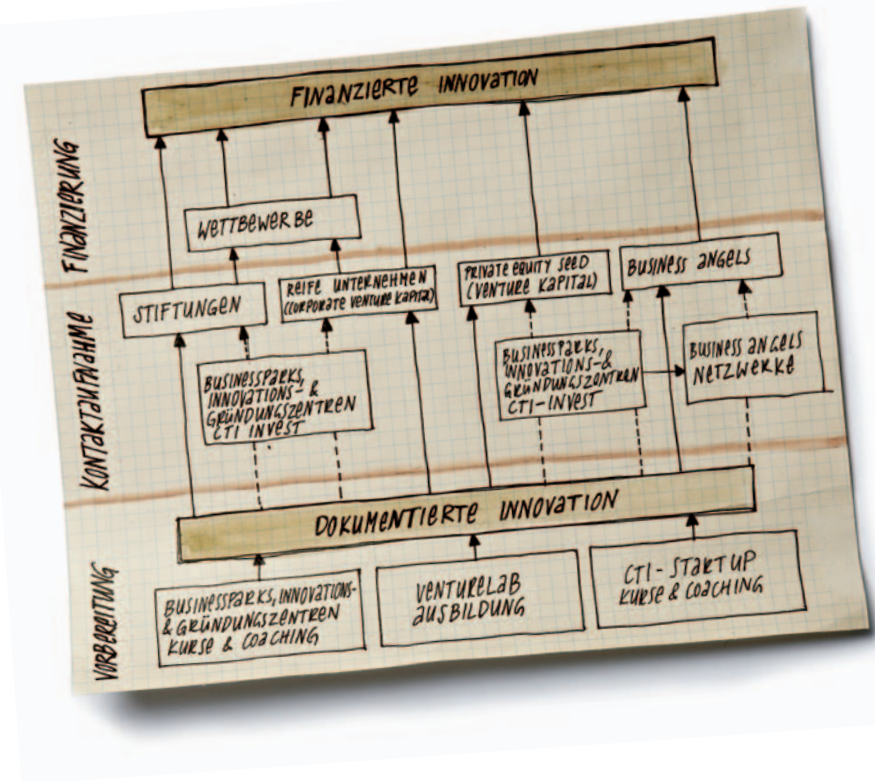 FINANZIERTE INNOVATION
FINANZIERUNG
WETTBEWERBE
KONTAKTAUFNAHME
STIFTUNGEN
REIFE UNTERNEHMEN
(CORPORATE VENTURE KAPITAL)
PRIVATE EQUITY SEED
(VENTURE KAPITAL)
BUSINESS ANGELS
BUSINESSPARKS,
INNOVATIONS- &
GRÜNDUNGSZENTREN
CTI INVEST
BUSINESSPARKS,
INNOVATIONS- &
GRÜNDUNGSZENTREN
CTI-INVEST
BUSINESS ANGELS
NETZWERKE
DOKUMENTIERTE INNOVATION
VORBEREITUNG
BUSINESSPARKS, INNOVATIONS-
& GRÜNDUNGSZENTREN
KURSE & COACHING
VENTURELAB
AUSBILDUNG
CTI-START UP
KURSE & COACHING